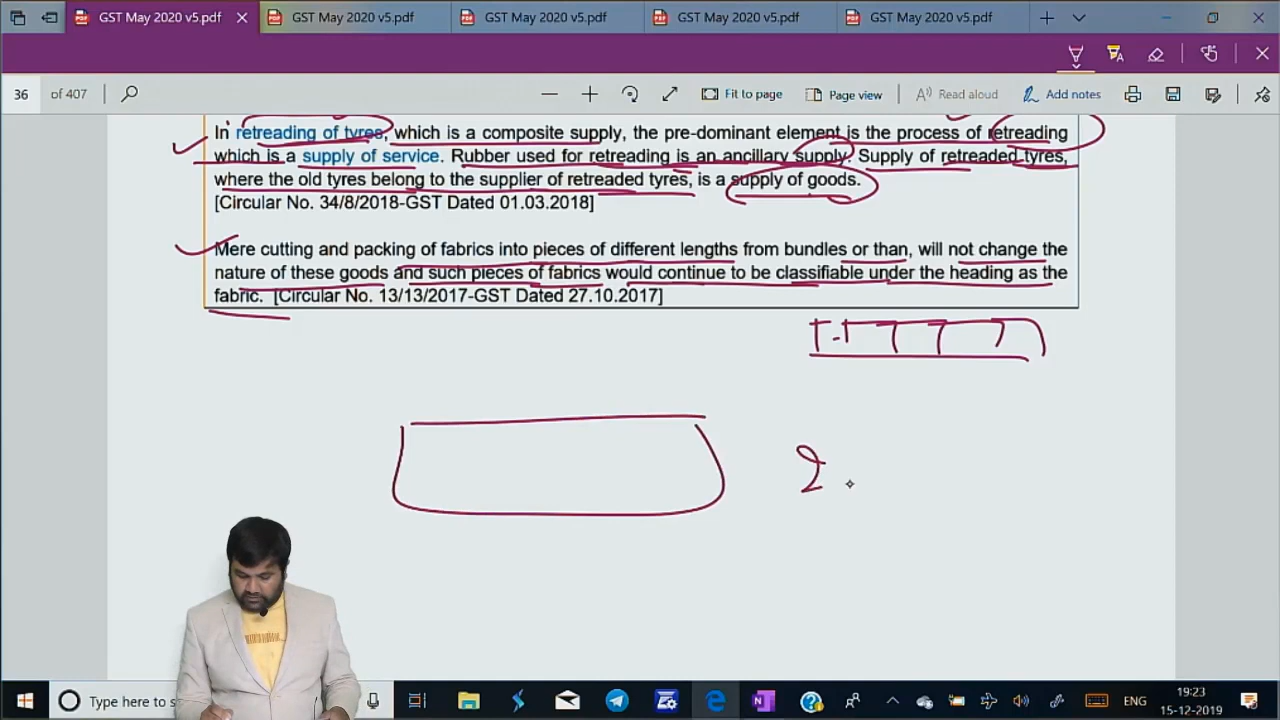 GST May 2020 v5.pdf GST May 2020 v5.pdf GST May 2020 v5.pdf GST May 2020 v5.pdf GST May 2020 v5.pdf
36 of 407 Fit to page Page view Read aloud Add notes
In retreading of tyres, which is a composite supply, the pre-dominant element is the process of retreading
which is a supply of service. Rubber used for retreading is an ancillary supply. Supply of retreaded tyres,
where the old tyres belong to the supplier of retreaded tyres, is a supply of goods.
[Circular No. 34/8/2018-GST Dated 01.03.2018]
Mere cutting and packing of fabrics into pieces of different lengths from bundles or than, will not change the
nature of these goods and such pieces of fabrics would continue to be classifiable under the heading as the
fabric. [Circular No. 13/13/2017-GST Dated 27.10.2017]
2
Type here to s
ENG
19:23
15-12-2019